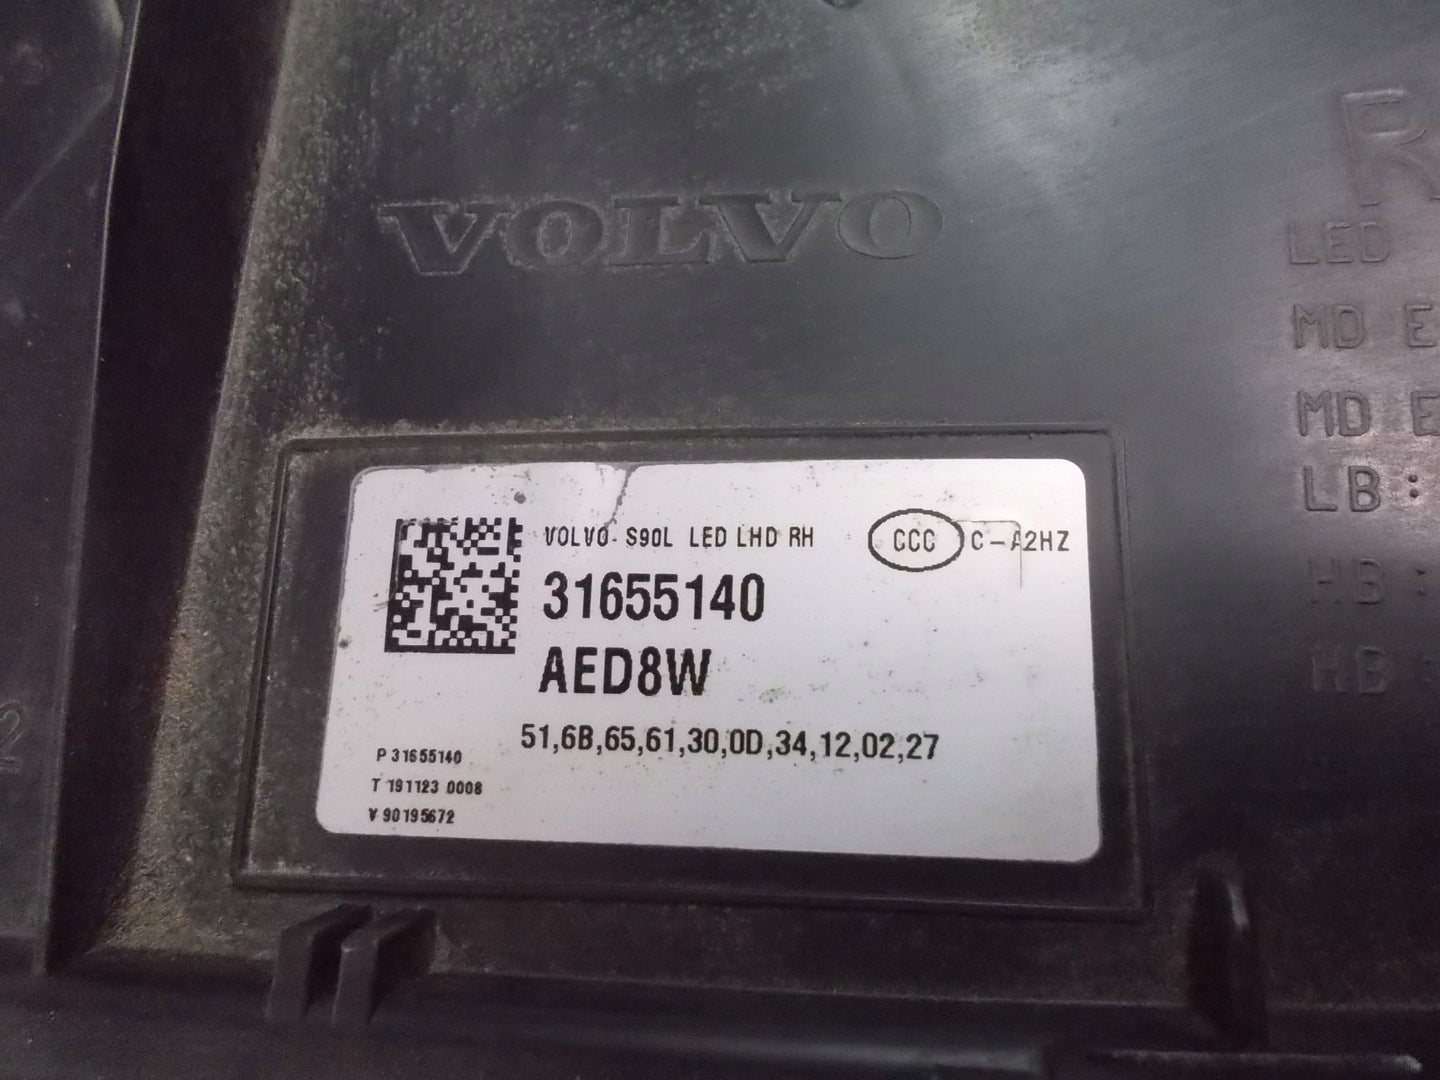 VOLVO
R
LED
MD E
MD E
LB :
HB :
HB :
VOLVO S90L LED LHD RH
CCC C-A2HZ
31655140
AED8W
51,6B,65,61,30,0D,34,12,02,27
P 31655140
T 191123 0008
V 90195672
2